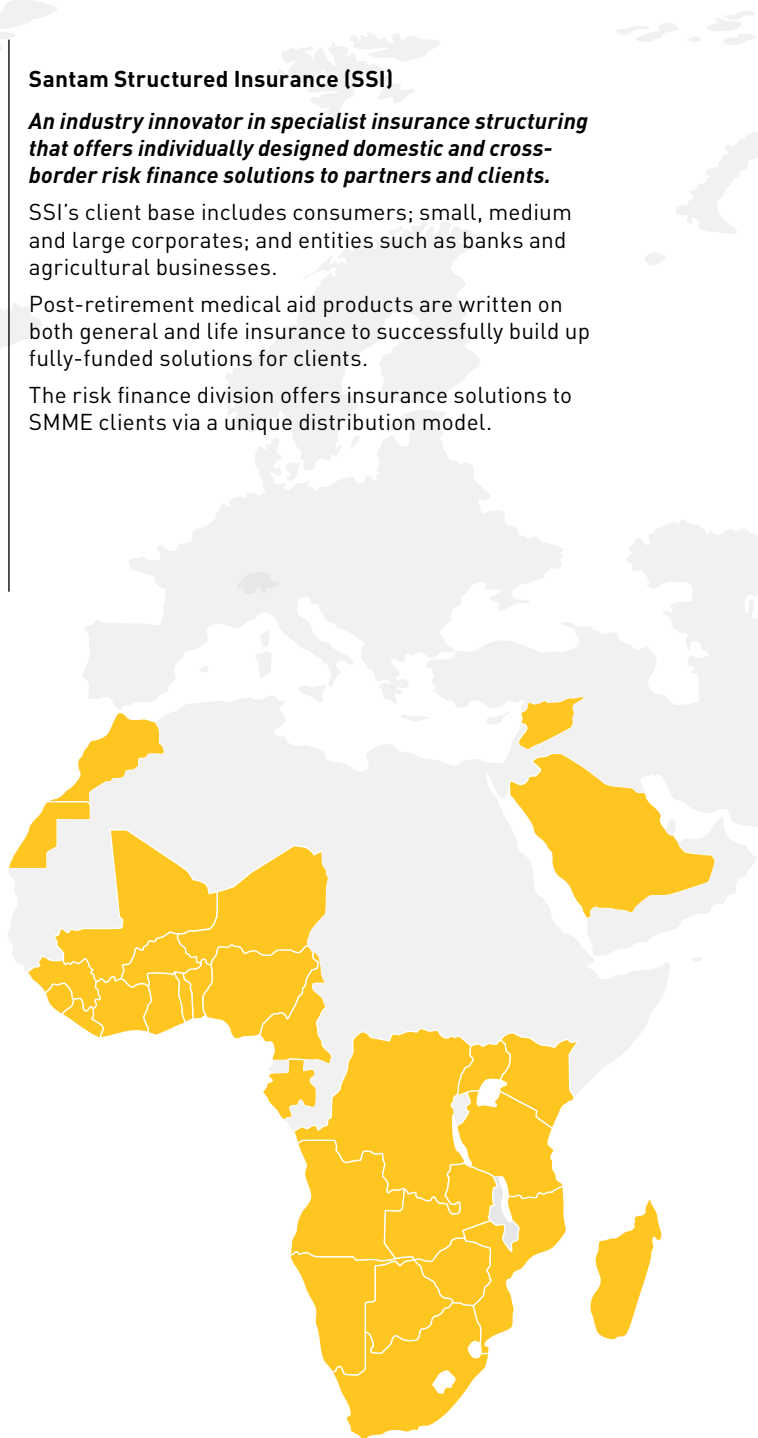 Santam Structured Insurance (SSI)
An industry innovator in specialist insurance structuring
that offers individually designed domestic and cross-
border risk finance solutions to partners and clients.
SSI's client base includes consumers; small, medium
and large corporates; and entities such as banks and
agricultural businesses.
Post-retirement medical aid products are written on
both general and life insurance to successfully build up
fully-funded solutions for clients.
The risk finance division offers insurance solutions to
SMME clients via a unique distribution model.